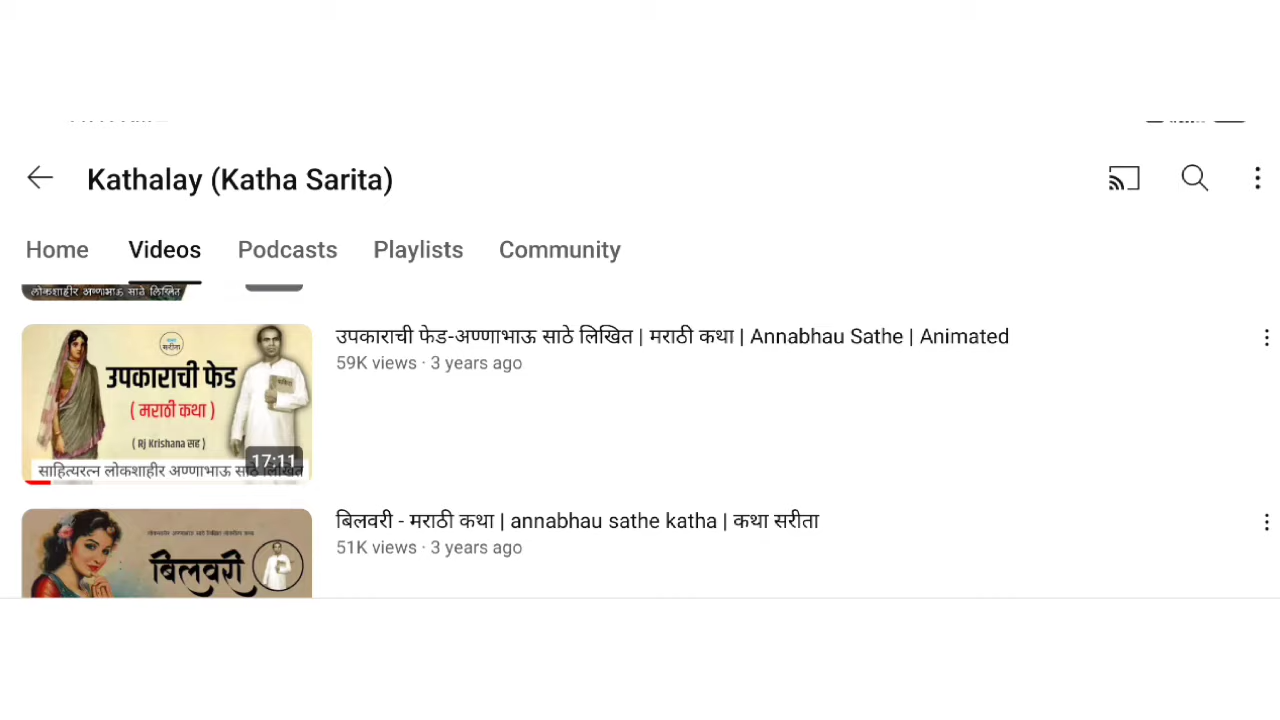 Kathalay (Katha Sarita)
Home Videos Podcasts Playlists Community
लोकशाहीर अण्णाभाऊ साठे लिखित
उपकाराची फेड-अण्णाभाऊ साठे लिखित | मराठी कथा | Annabhau Sathe | Animated
59K views · 3 years ago
उपकाराची फेड
( मराठी कथा )
( Rj Krishana सह )
17:11
साहित्यरत्न लोकशाहीर अण्णाभाऊ साठे लिखित
बिलवरी - मराठी कथा | annabhau sathe katha | कथा सरीता
51K views · 3 years ago
बिलवरी